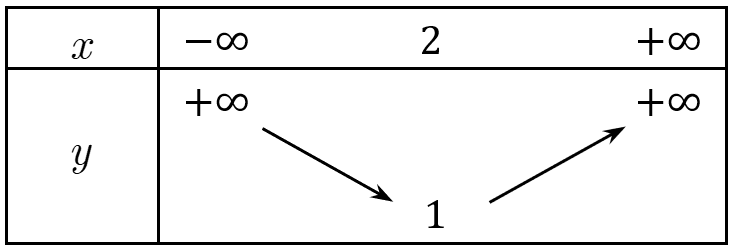 x −∞ 2 +∞
+∞ +∞
y
1